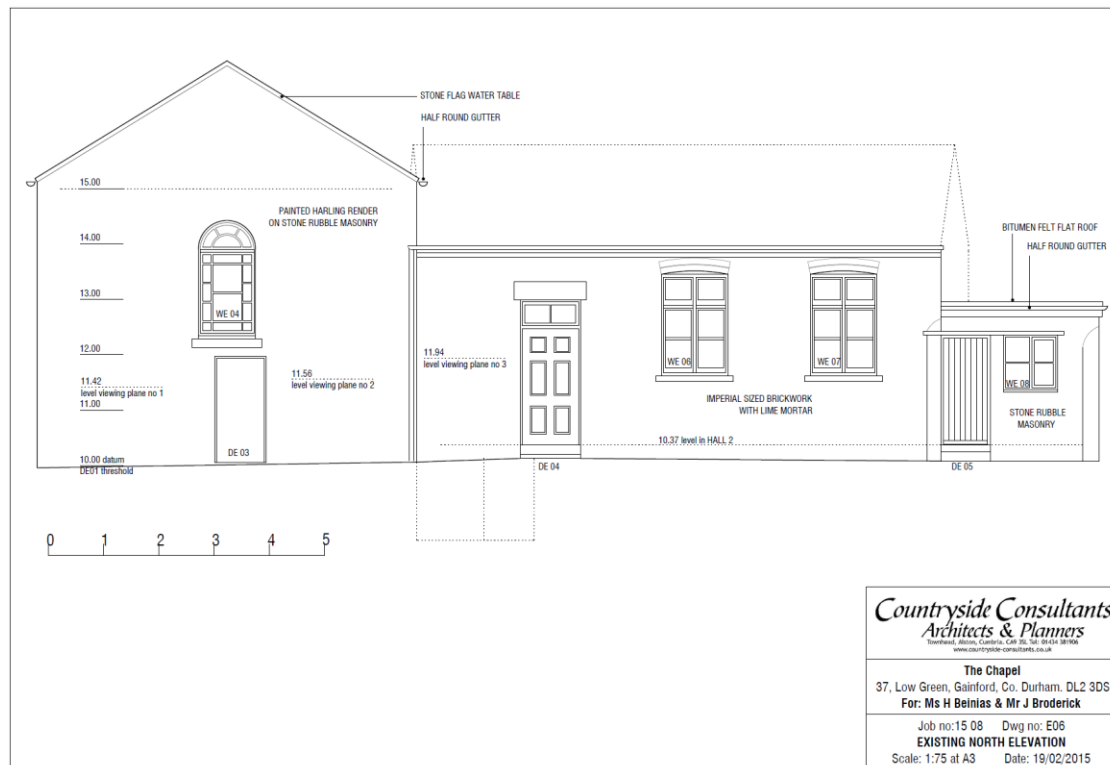 STONE FLAG WATER TABLE
HALF ROUND GUTTER
15.00
PAINTED HARLING RENDER
ON STONE RUBBLE MASONRY
14.00
BITUMEN FELT FLAT ROOF
HALF ROUND GUTTER
13.00
WE 04
12.00
11.94
level viewing plane no 3
WE 06
WE 07
11.42
level viewing plane no 1
11.56
level viewing plane no 2
WE 08
11.00
IMPERIAL SIZED BRICKWORK
WITH LIME MORTAR
STONE RUBBLE
MASONRY
10.37 level in HALL 2
DE 03
10.00 datum
DE01 threshold
DE 04
DE 05
0 1 2 3 4 5
Countryside Consultants
Architects & Planners
Townhead, Alston, Cumbria. CA9 3SL Tel: 01434 381906
www.countryside-consultants.co.uk
The Chapel
37, Low Green, Gainford, Co. Durham. DL2 3DS
For: Ms H Beinias & Mr J Broderick
Job no:15 08 Dwg no: E06
EXISTING NORTH ELEVATION
Scale: 1:75 at A3 Date: 19/02/2015